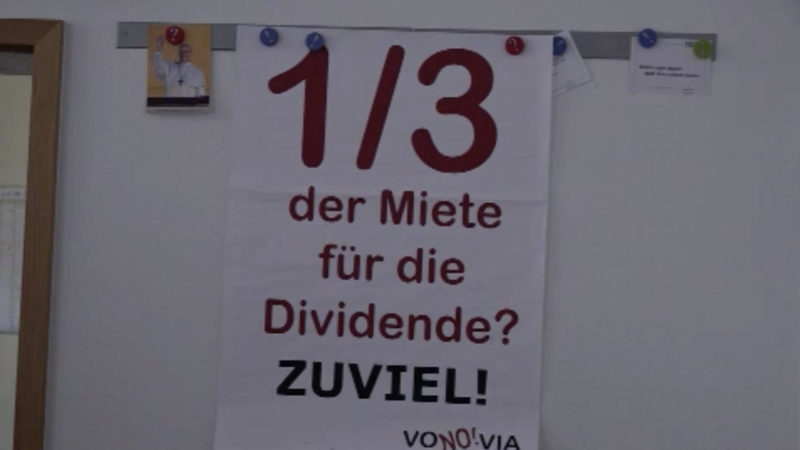 1/3
der Miete
für die
Dividende?
ZUVIEL!
VONO!VIA